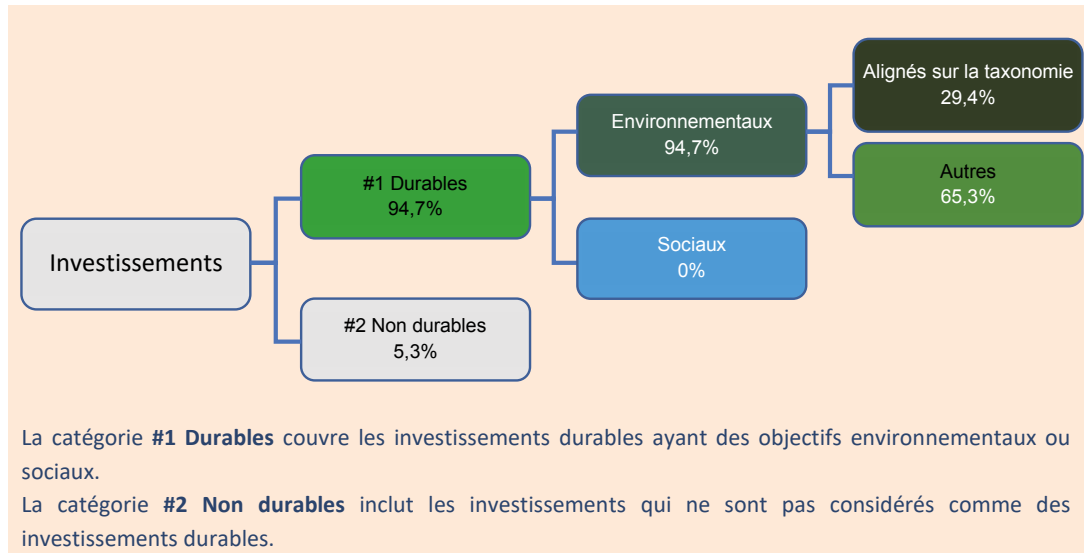 Investissements
#1 Durables
94,7%
#2 Non durables
5,3%
Environnementaux
94,7%
Sociaux
0%
Alignés sur la taxonomie
29,4%
Autres
65,3%
La catégorie #1 Durables couvre les investissements durables ayant des objectifs environnementaux ou
sociaux.
La catégorie #2 Non durables inclut les investissements qui ne sont pas considérés comme des
investissements durables.